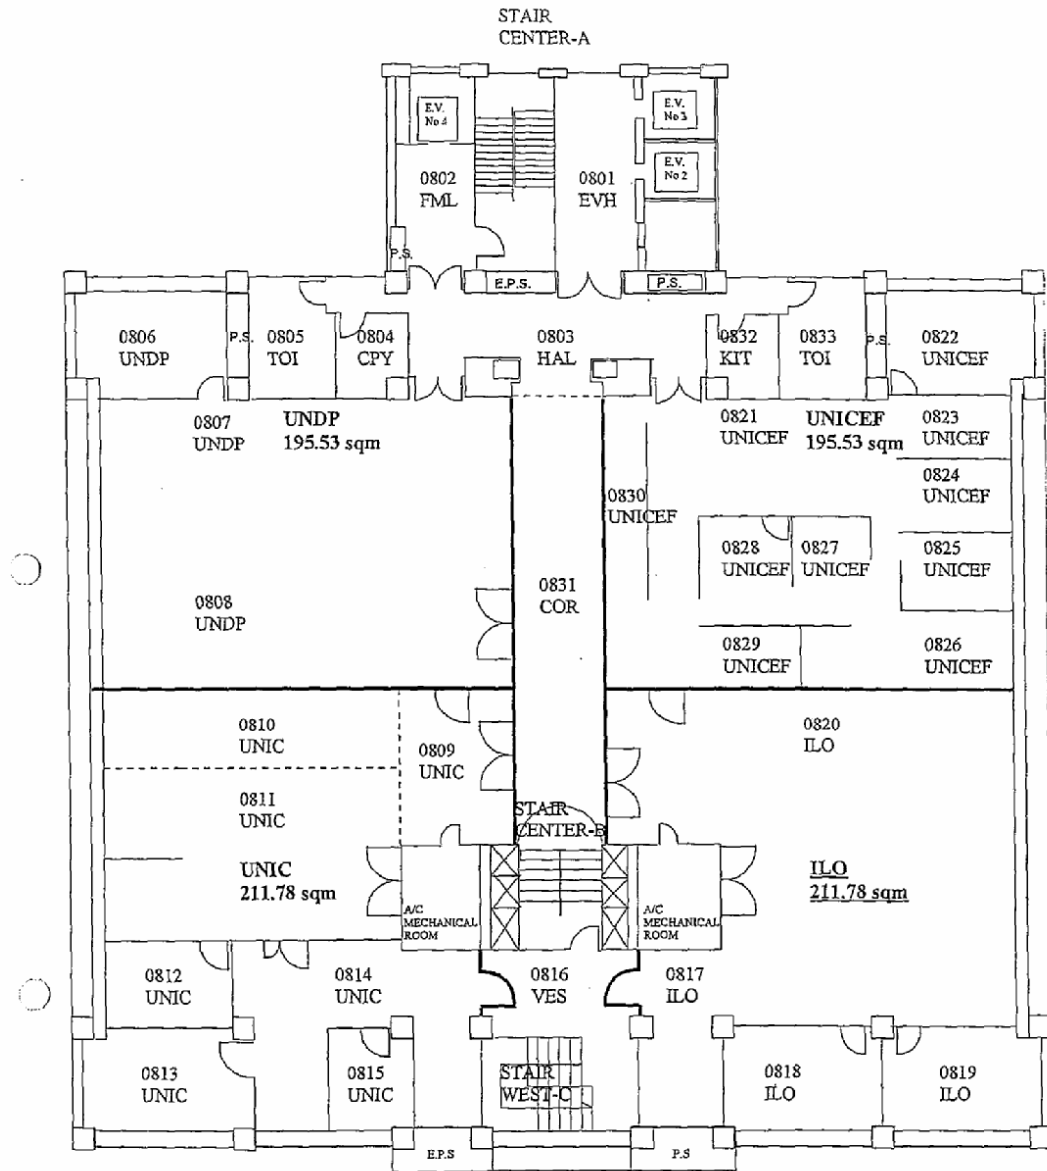 STAIR
CENTER-A
E.V.
No 4
E.V.
No 3
E.V.
No 2
0802
FML
0801
EVH
P.S.
E.P.S.
P.S.
0806
UNDP
P.S.
0805
TOI
0804
CPY
0803
HAL
0832
KIT
0833
TOI
P.S.
0822
UNICEF
0807
UNDP
UNDP
195.53 sqm
0821
UNICEF
UNICEF
195.53 sqm
0823
UNICEF
0824
UNICEF
0830
UNICEF
0828
UNICEF
0827
UNICEF
0825
UNICEF
0831
COR
0808
UNDP
0829
UNICEF
0826
UNICEF
0810
UNIC
0809
UNIC
0820
ILO
0811
UNIC
STAIR
CENTER-B
UNIC
211.78 sqm
ILO
211.78 sqm
A/C
MECHANICAL
ROOM
A/C
MECHANICAL
ROOM
0812
UNIC
0814
UNIC
0816
VES
0817
ILO
0813
UNIC
0815
UNIC
STAIR
WEST-C
0818
ILO
0819
ILO
E.P.S
P.S